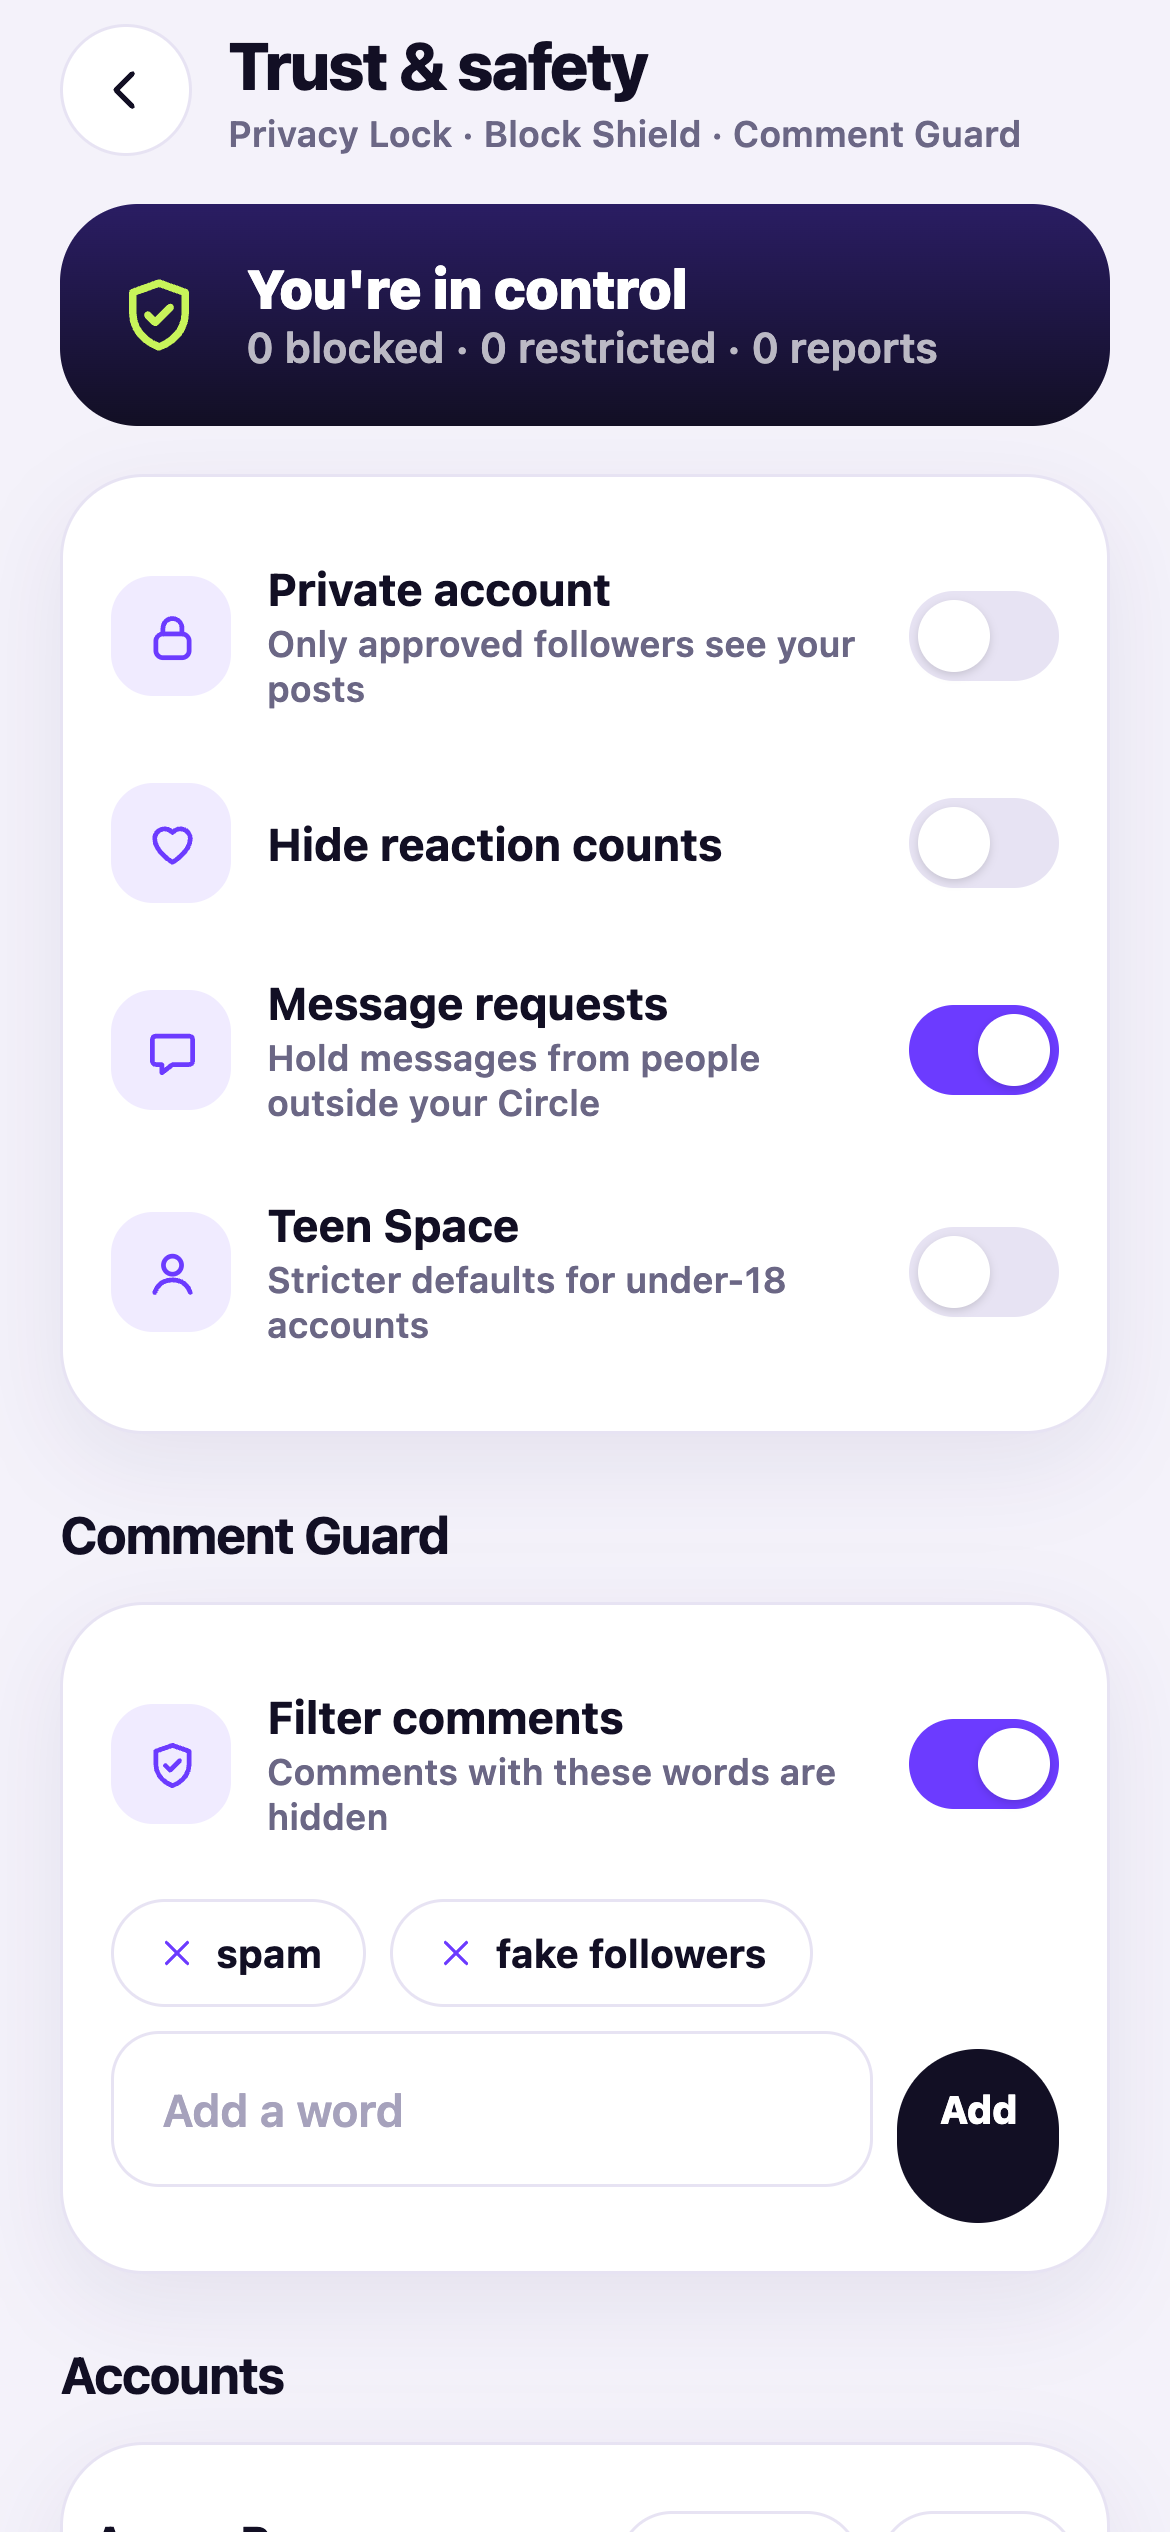 Trust & safety
Privacy Lock · Block Shield · Comment Guard
You're in control
0 blocked · 0 restricted · 0 reports
Private account
Only approved followers see your
posts
Hide reaction counts
Message requests
Hold messages from people
outside your Circle
Teen Space
Stricter defaults for under-18
accounts
Comment Guard
Filter comments
Comments with these words are
hidden
spam
fake followers
Add a word
Add
Accounts